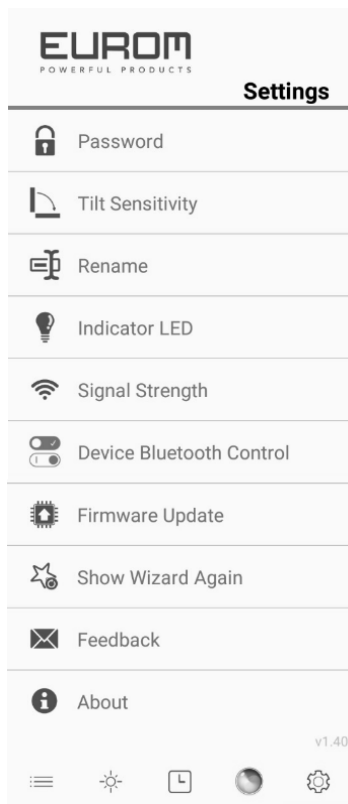 EUROM
POWERFUL PRODUCTS
Settings
Password
Tilt Sensitivity
Rename
Indicator LED
Signal Strength
Device Bluetooth Control
Firmware Update
Show Wizard Again
Feedback
About
v1.40